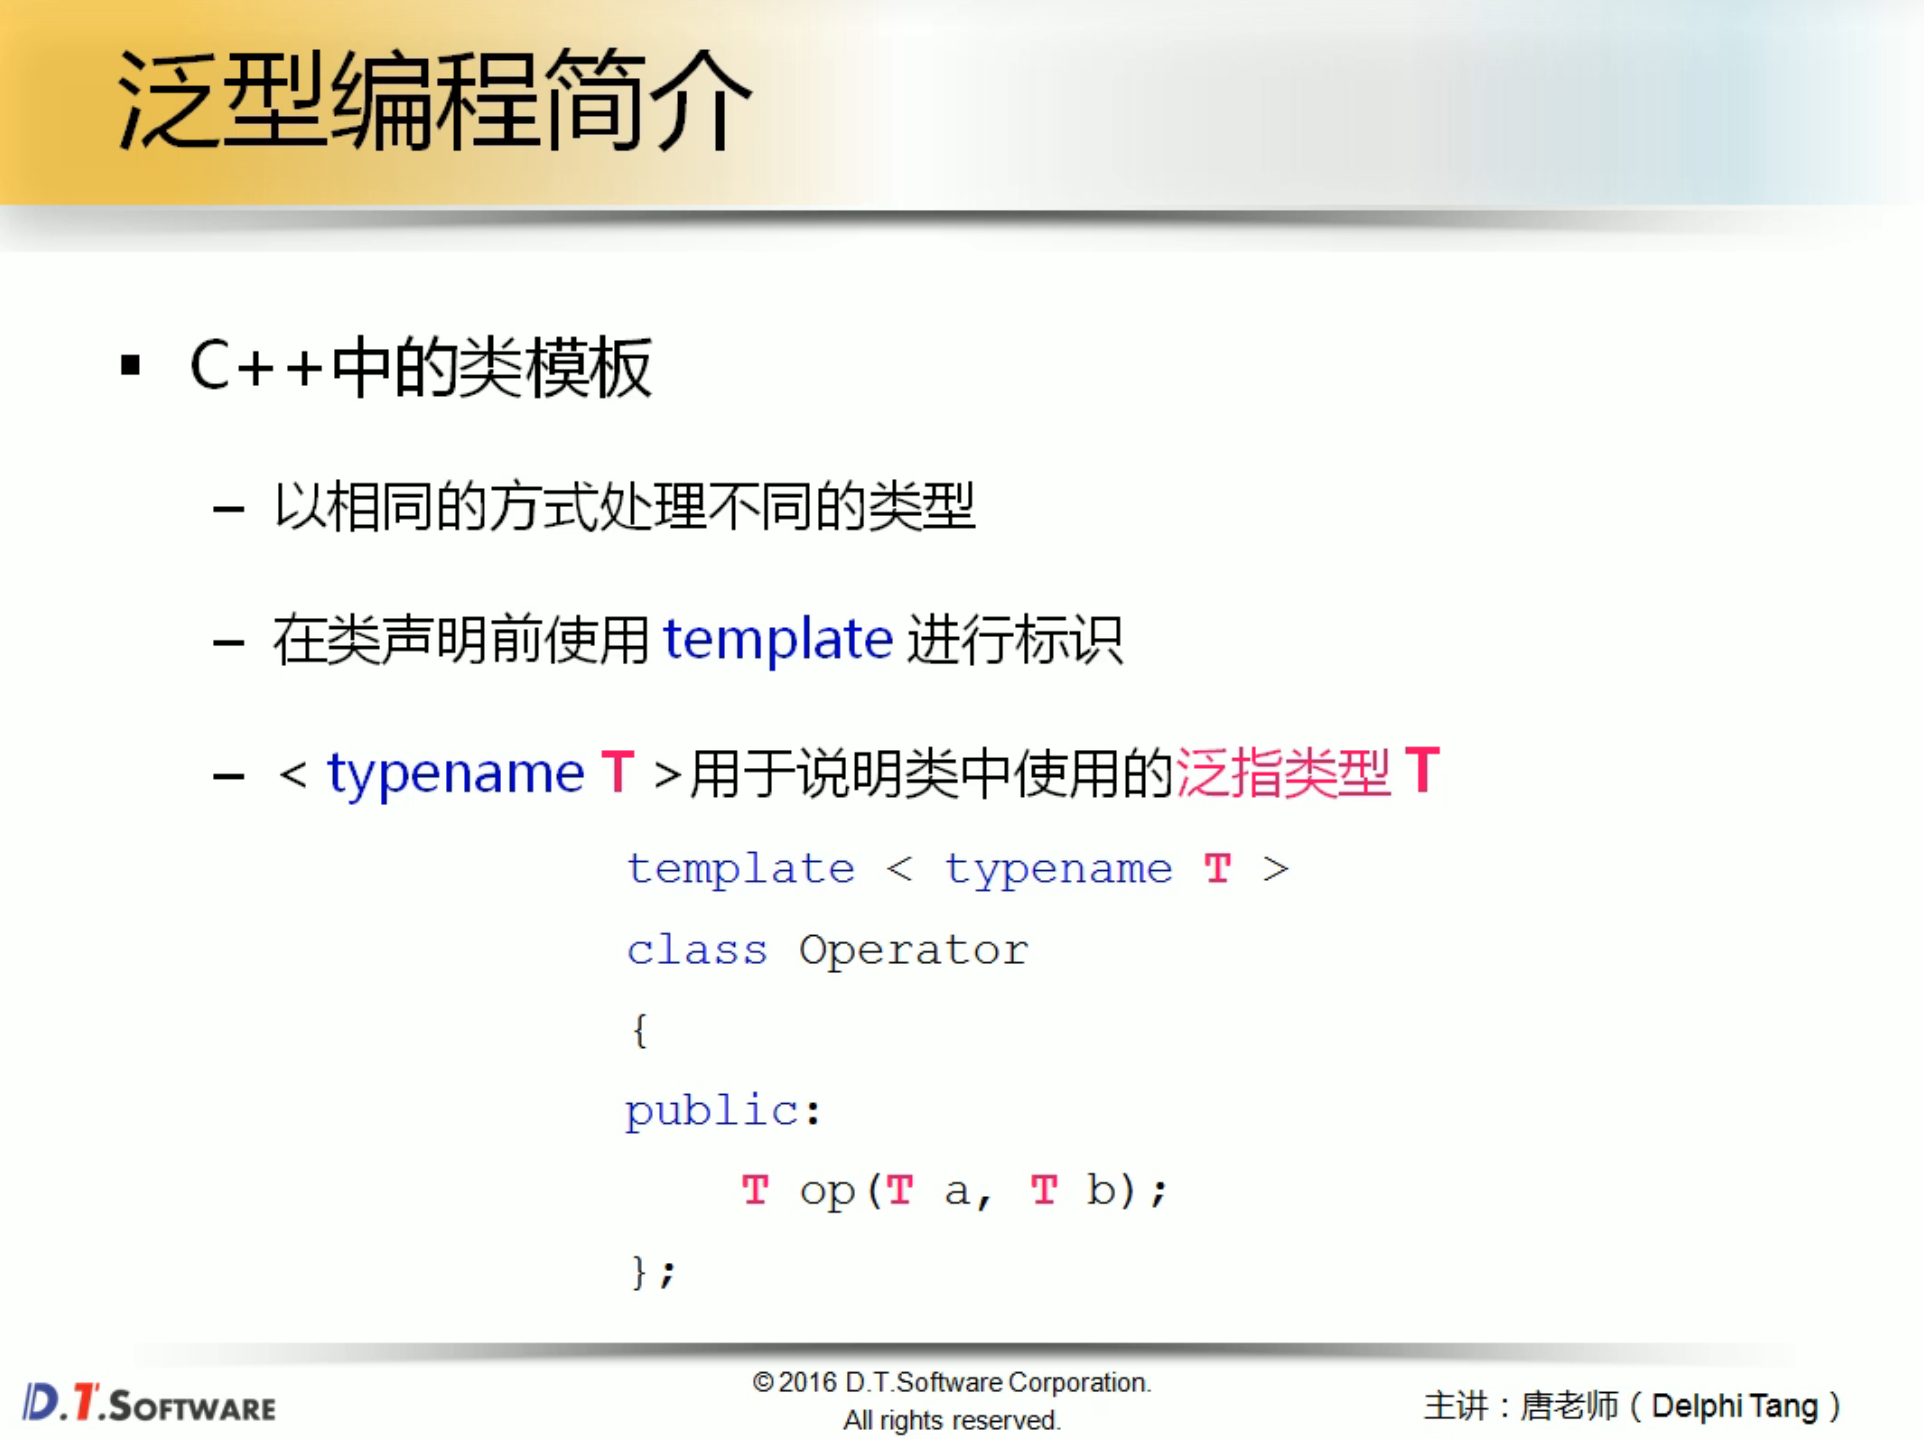 泛型编程简介
▪ C++中的类模板
– 以相同的方式处理不同的类型
– 在类声明前使用 template 进行标识
– < typename T >用于说明类中使用的泛指类型 T
template < typename T >
class Operator
{
public:
    T op(T a, T b);
};
D.T.SOFTWARE
© 2016 D.T.Software Corporation.
All rights reserved.
主讲：唐老师（Delphi Tang）